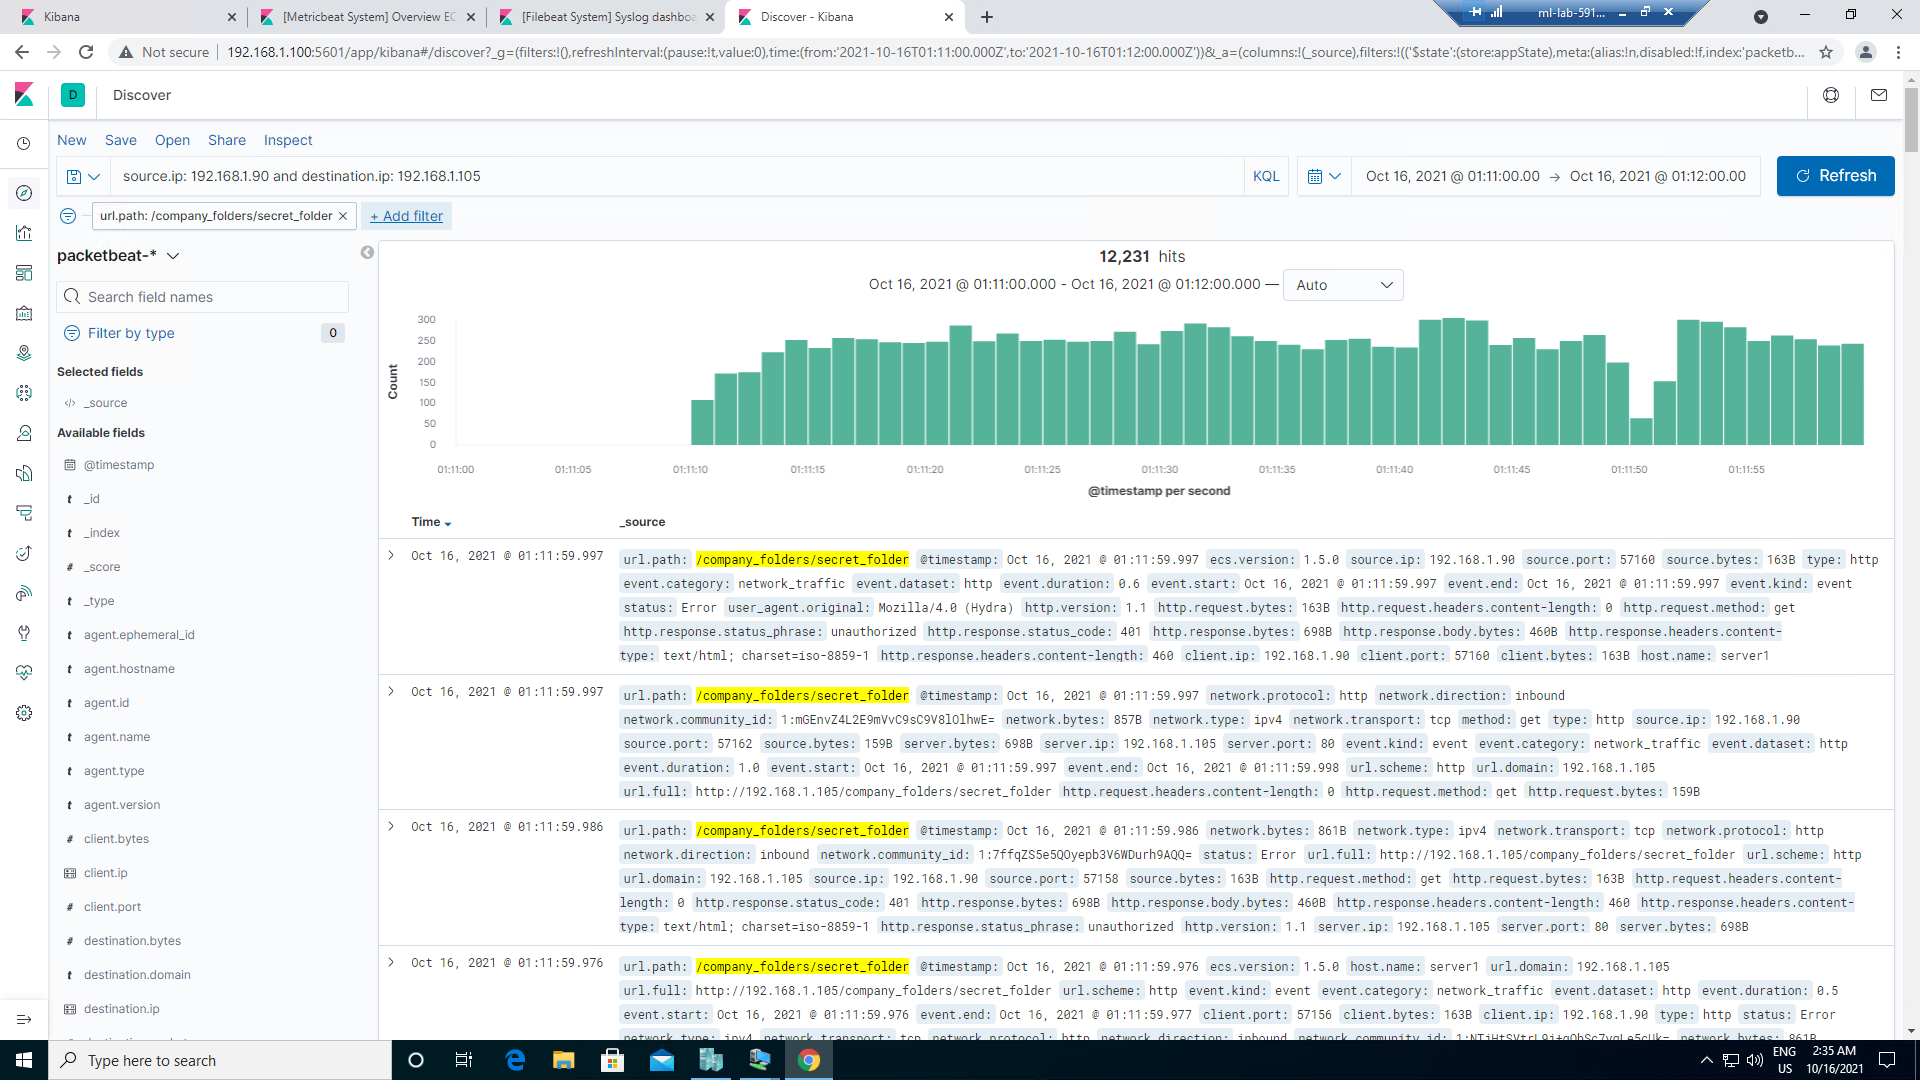 Kibana
[Metricbeat System] Overview EC
[Filebeat System] Syslog dashboa
Discover - Kibana
ml-lab-591...
Not secure
192.168.1.100:5601/app/kibana#/discover?_g=(filters:!(),refreshInterval:(pause:!t,value:0),time:(from:'2021-10-16T01:11:00.000Z',to:'2021-10-16T01:12:00.000Z'))&_a=(columns:!(_source),filters:!(('$state':(store:appState),meta:(alias:!n,disabled:!f,index:'packetb...
D
Discover
New Save Open Share Inspect
source.ip: 192.168.1.90 and destination.ip: 192.168.1.105
KQL
Oct 16, 2021 @ 01:11:00.00 → Oct 16, 2021 @ 01:12:00.00
Refresh
url.path: /company_folders/secret_folder ×
+ Add filter
packetbeat-*
Search field names
Filter by type 0
Selected fields
_source
Available fields
@timestamp
t _id
t _index
# _score
t _type
t agent.ephemeral_id
t agent.hostname
t agent.id
t agent.name
t agent.type
t agent.version
# client.bytes
client.ip
# client.port
# destination.bytes
t destination.domain
destination.ip
12,231 hits
Oct 16, 2021 @ 01:11:00.000 - Oct 16, 2021 @ 01:12:00.000 — Auto
Count
300
250
200
150
100
50
0
01:11:00 01:11:05 01:11:10 01:11:15 01:11:20 01:11:25 01:11:30 01:11:35 01:11:40 01:11:45 01:11:50 01:11:55
@timestamp per second
Time _source
Oct 16, 2021 @ 01:11:59.997
url.path: /company_folders/secret_folder @timestamp: Oct 16, 2021 @ 01:11:59.997 ecs.version: 1.5.0 source.ip: 192.168.1.90 source.port: 57160 source.bytes: 163B type: http
event.category: network_traffic event.dataset: http event.duration: 0.6 event.start: Oct 16, 2021 @ 01:11:59.997 event.end: Oct 16, 2021 @ 01:11:59.997 event.kind: event
status: Error user_agent.original: Mozilla/4.0 (Hydra) http.version: 1.1 http.request.bytes: 163B http.request.headers.content-length: 0 http.request.method: get
http.response.status_phrase: unauthorized http.response.status_code: 401 http.response.bytes: 698B http.response.body.bytes: 460B http.response.headers.content-
type: text/html; charset=iso-8859-1 http.response.headers.content-length: 460 client.ip: 192.168.1.90 client.port: 57160 client.bytes: 163B host.name: server1
Oct 16, 2021 @ 01:11:59.997
url.path: /company_folders/secret_folder @timestamp: Oct 16, 2021 @ 01:11:59.997 network.protocol: http network.direction: inbound
network.community_id: 1:mGEnvZ4L2E9mVvC9sC9V8lOlhwE= network.bytes: 857B network.type: ipv4 network.transport: tcp method: get type: http source.ip: 192.168.1.90
source.port: 57162 source.bytes: 159B server.bytes: 698B server.ip: 192.168.1.105 server.port: 80 event.kind: event event.category: network_traffic event.dataset: http
event.duration: 1.0 event.start: Oct 16, 2021 @ 01:11:59.997 event.end: Oct 16, 2021 @ 01:11:59.998 url.scheme: http url.domain: 192.168.1.105
url.full: http://192.168.1.105/company_folders/secret_folder http.request.headers.content-length: 0 http.request.method: get http.request.bytes: 159B
Oct 16, 2021 @ 01:11:59.986
url.path: /company_folders/secret_folder @timestamp: Oct 16, 2021 @ 01:11:59.986 network.bytes: 861B network.type: ipv4 network.transport: tcp network.protocol: http
network.direction: inbound network.community_id: 1:7ffqZS5e5QOyepb3V6WDurh9AQQ= status: Error url.full: http://192.168.1.105/company_folders/secret_folder url.scheme: http
url.domain: 192.168.1.105 source.ip: 192.168.1.90 source.port: 57158 source.bytes: 163B http.request.method: get http.request.bytes: 163B http.request.headers.content-
length: 0 http.response.status_code: 401 http.response.bytes: 698B http.response.body.bytes: 460B http.response.headers.content-length: 460 http.response.headers.content-
type: text/html; charset=iso-8859-1 http.response.status_phrase: unauthorized http.version: 1.1 server.ip: 192.168.1.105 server.port: 80 server.bytes: 698B
Oct 16, 2021 @ 01:11:59.976
url.path: /company_folders/secret_folder @timestamp: Oct 16, 2021 @ 01:11:59.976 ecs.version: 1.5.0 host.name: server1 url.domain: 192.168.1.105
url.full: http://192.168.1.105/company_folders/secret_folder url.scheme: http event.kind: event event.category: network_traffic event.dataset: http event.duration: 0.5
event.start: Oct 16, 2021 @ 01:11:59.976 event.end: Oct 16, 2021 @ 01:11:59.977 client.port: 57156 client.bytes: 163B client.ip: 192.168.1.90 type: http status: Error
network.type: ipv4 network.transport: tcp network.protocol: http network.direction: inbound network.community_id: network.bytes: 861B
Type here to search
ENG
US
2:35 AM
10/16/2021